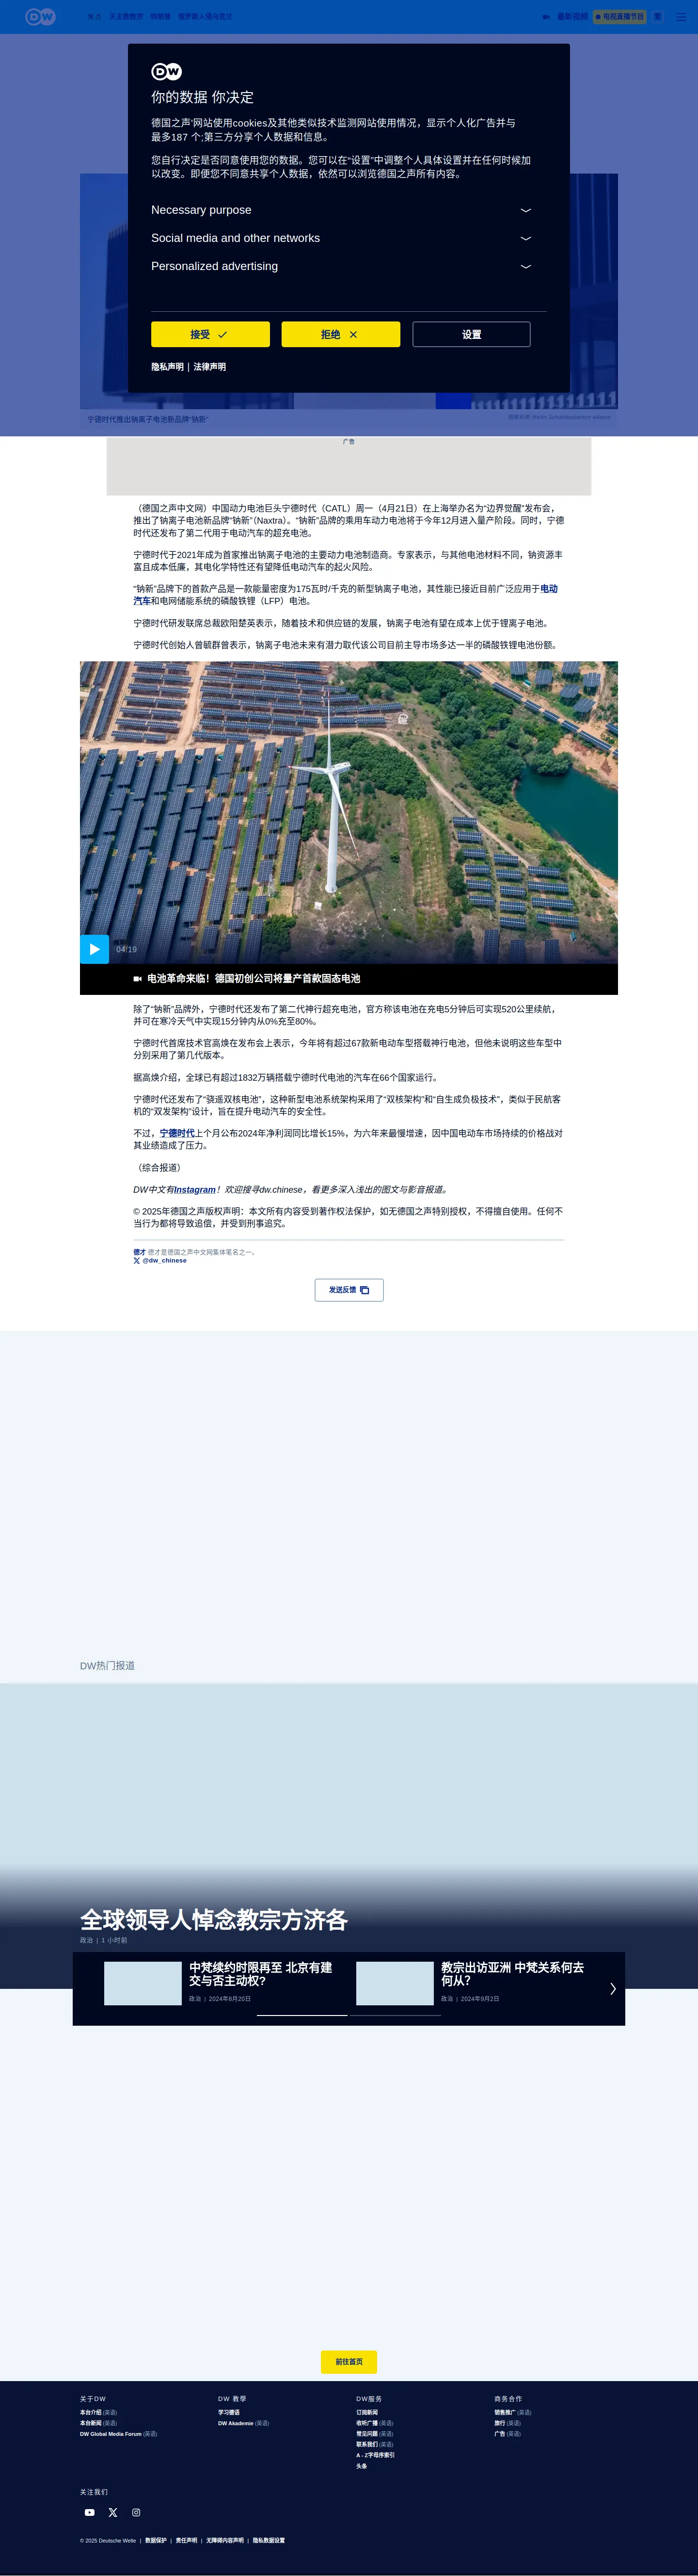 DW
焦点 天主教教宗 特朗普 俄罗斯入侵乌克兰
最新视频
电视直播节目
繁
DW
你的数据 你决定
德国之声'网站使用cookies及其他类似技术监测网站使用情况，显示个人化广告并与
最多187 个;第三方分享个人数据和信息。
您自行决定是否同意使用您的数据。您可以在“设置”中调整个人具体设置并在任何时候加
以改变。即便您不同意共享个人数据，依然可以浏览德国之声所有内容。
Necessary purpose
Social media and other networks
Personalized advertising
接受
拒绝
设置
隐私声明 | 法律声明
宁德时代推出钠离子电池新品牌“钠新”
广告
（德国之声中文网）中国动力电池巨头宁德时代（CATL）周一（4月21日）在上海举办名为“边界觉醒”发布会，
推出了钠离子电池新品牌“钠新”（Naxtra）。“钠新”品牌的乘用车动力电池将于今年12月进入量产阶段。同时，宁德
时代还发布了第二代用于电动汽车的超充电池。
宁德时代于2021年成为首家推出钠离子电池的主要动力电池制造商。专家表示，与其他电池材料不同，钠资源丰
富且成本低廉，其电化学特性还有望降低电动汽车的起火风险。
“钠新”品牌下的首款产品是一款能量密度为175瓦时/千克的新型钠离子电池，其性能已接近目前广泛应用于电动
汽车和电网储能系统的磷酸铁锂（LFP）电池。
宁德时代研发联席总裁欧阳楚英表示，随着技术和供应链的发展，钠离子电池有望在成本上优于锂离子电池。
宁德时代创始人曾毓群曾表示，钠离子电池未来有潜力取代该公司目前主导市场多达一半的磷酸铁锂电池份额。
04:19
电池革命来临！德国初创公司将量产首款固态电池
除了“钠新”品牌外，宁德时代还发布了第二代神行超充电池，官方称该电池在充电5分钟后可实现520公里续航，
并可在寒冷天气中实现15分钟内从0%充至80%。
宁德时代首席技术官高焕在发布会上表示，今年将有超过67款新电动车型搭载神行电池，但他未说明这些车型中
分别采用了第几代版本。
据高焕介绍，全球已有超过1832万辆搭载宁德时代电池的汽车在66个国家运行。
宁德时代还发布了“骁遥双核电池”，这种新型电池系统架构采用了“双核架构”和“自生成负极技术”，类似于民航客
机的“双发架构”设计，旨在提升电动汽车的安全性。
不过，宁德时代上个月公布2024年净利润同比增长15%，为六年来最慢增速，因中国电动车市场持续的价格战对
其业绩造成了压力。
（综合报道）
DW中文有Instagram！欢迎搜寻dw.chinese，看更多深入浅出的图文与影音报道。
© 2025年德国之声版权声明：本文所有内容受到著作权法保护，如无德国之声特别授权，不得擅自使用。任何不
当行为都将导致追偿，并受到刑事追究。
德才 德才是德国之声中文网集体笔名之一。
@dw_chinese
发送反馈
DW热门报道
全球领导人悼念教宗方济各
政治 | 1 小时前
中梵续约时限再至 北京有建
交与否主动权?
政治 | 2024年8月20日
教宗出访亚洲 中梵关系何去
何从？
政治 | 2024年9月2日
前往首页
关于DW
本台介绍 (英语)
本台新闻 (英语)
DW Global Media Forum (英语)
DW 教学
学习德语
DW Akademie (英语)
DW服务
订阅新闻
收听广播 (英语)
常见问题 (英语)
联系我们 (英语)
A - Z字母序索引
头条
商务合作
销售推广 (英语)
旅行 (英语)
广告 (英语)
关注我们
© 2025 Deutsche Welle | 数据保护 | 责任声明 | 无障碍内容声明 | 隐私数据设置